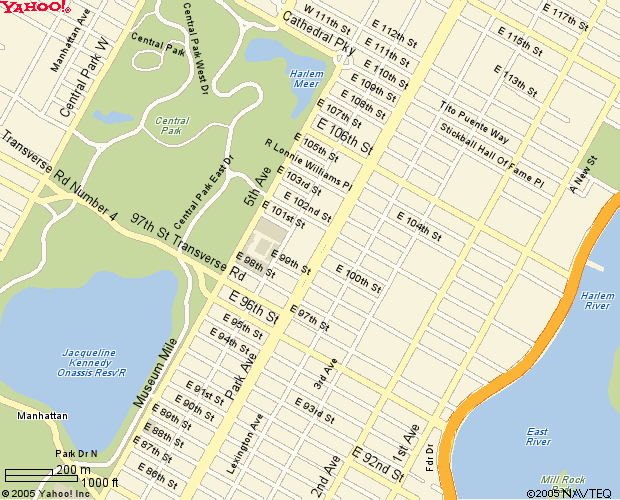 YAHOO!
Manhattan Ave
Central Park W
Central Park
Central Park West Dr
W 111th St
Cathedral Pky
E 112th St
E 111th St
E 110th St
E 109th St
E 108th St
E 107th St
E 106th St
E 105th St
E 117th St
E 115th St
E 113th St
Harlem
Meer
Tito Puente Way
Stickball Hall Of Fame Pl
A New St
Central
Park
R Lonnie Williams Pl
E 103rd St
E 102nd St
E 101st St
E 104th St
5th Ave
Central Park East Dr
Transverse Rd Number 4
97th St Transverse Rd
E 98th St
E 99th St
E 100th St
E 96th St
E 97th St
E 95th St
E 94th St
Harlem
River
Jacqueline
Kennedy
Onassis Resv'R
Museum Mile
Park Ave
3rd Ave
E 91st St
E 90th St
E 89th St
E 88th St
E 87th St
E 86th St
E 93rd St
E 92nd St
Manhattan
Park Dr N
Lexington Ave
2nd Ave
1st Ave
Fdr Dr
East
River
Mill Rock
200 m
1000 ft
© 2005 Yahoo! Inc
©2005 NAVTEQ